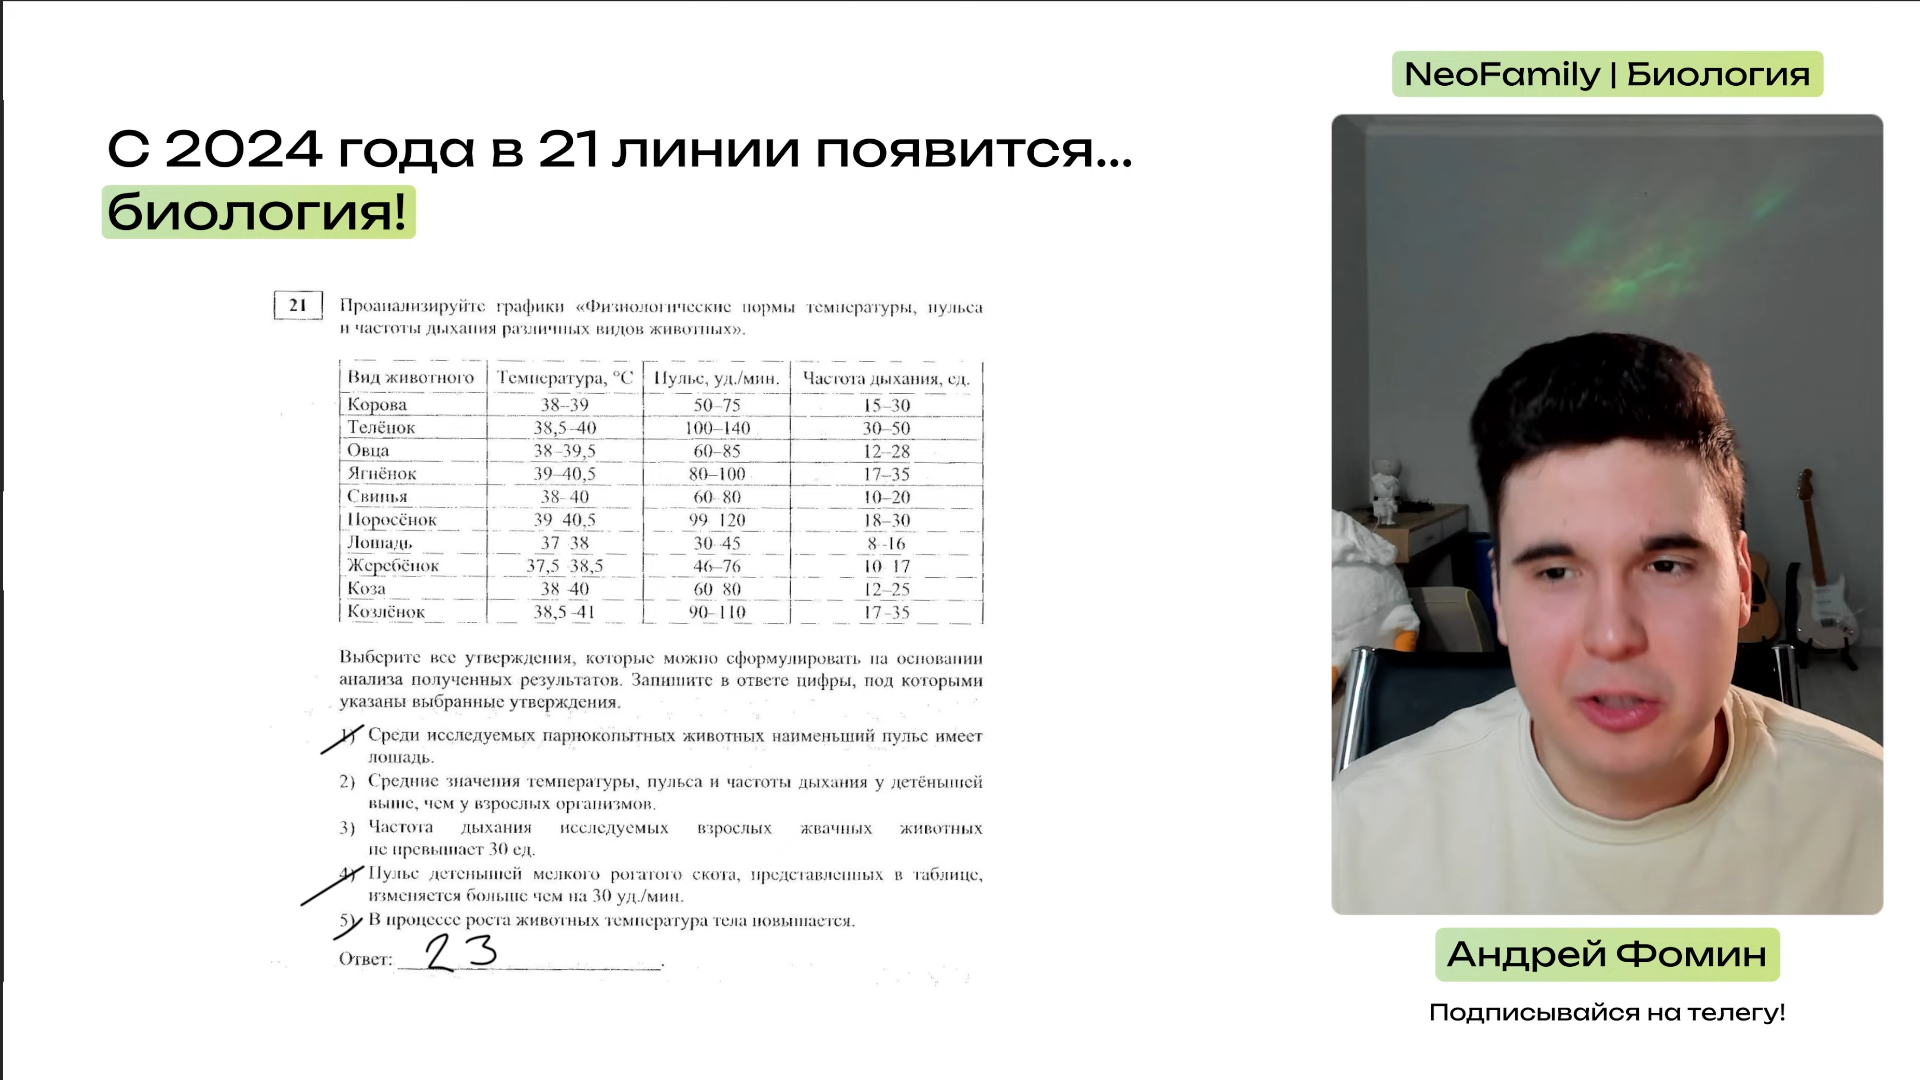 NeoFamily | Биология
С 2024 года в 21 линии появится...
биология!
21
Проанализируйте графики «Физиологические нормы температуры, пульса
и частоты дыхания различных видов животных».
Вид животного Температура, °С Пульс, уд./мин. Частота дыхания, ед.
Корова 38–39 50–75 15–30
Телёнок 38,5–40 100–140 30–50
Овца 38–39,5 60–85 12–28
Ягнёнок 39–40,5 80–100 17–35
Свинья 38–40 60–80 10–20
Поросёнок 39–40,5 99–120 18–30
Лошадь 37–38 30–45 8–16
Жеребёнок 37,5–38,5 46–76 10–17
Коза 38–40 60–80 12–25
Козлёнок 38,5–41 90–110 17–35
Выберите все утверждения, которые можно сформулировать на основании
анализа полученных результатов. Запишите в ответе цифры, под которыми
указаны выбранные утверждения.
1) Среди исследуемых парнокопытных животных наименьший пульс имеет
лошадь.
2) Средние значения температуры, пульса и частоты дыхания у детёнышей
выше, чем у взрослых организмов.
3) Частота дыхания исследуемых взрослых жвачных животных
не превышает 30 ед.
4) Пульс детенышей мелкого рогатого скота, представленных в таблице,
изменяется больше чем на 30 уд./мин.
5) В процессе роста животных температура тела повышается.
Ответ: 23.
Андрей Фомин
Подписывайся на телегу!